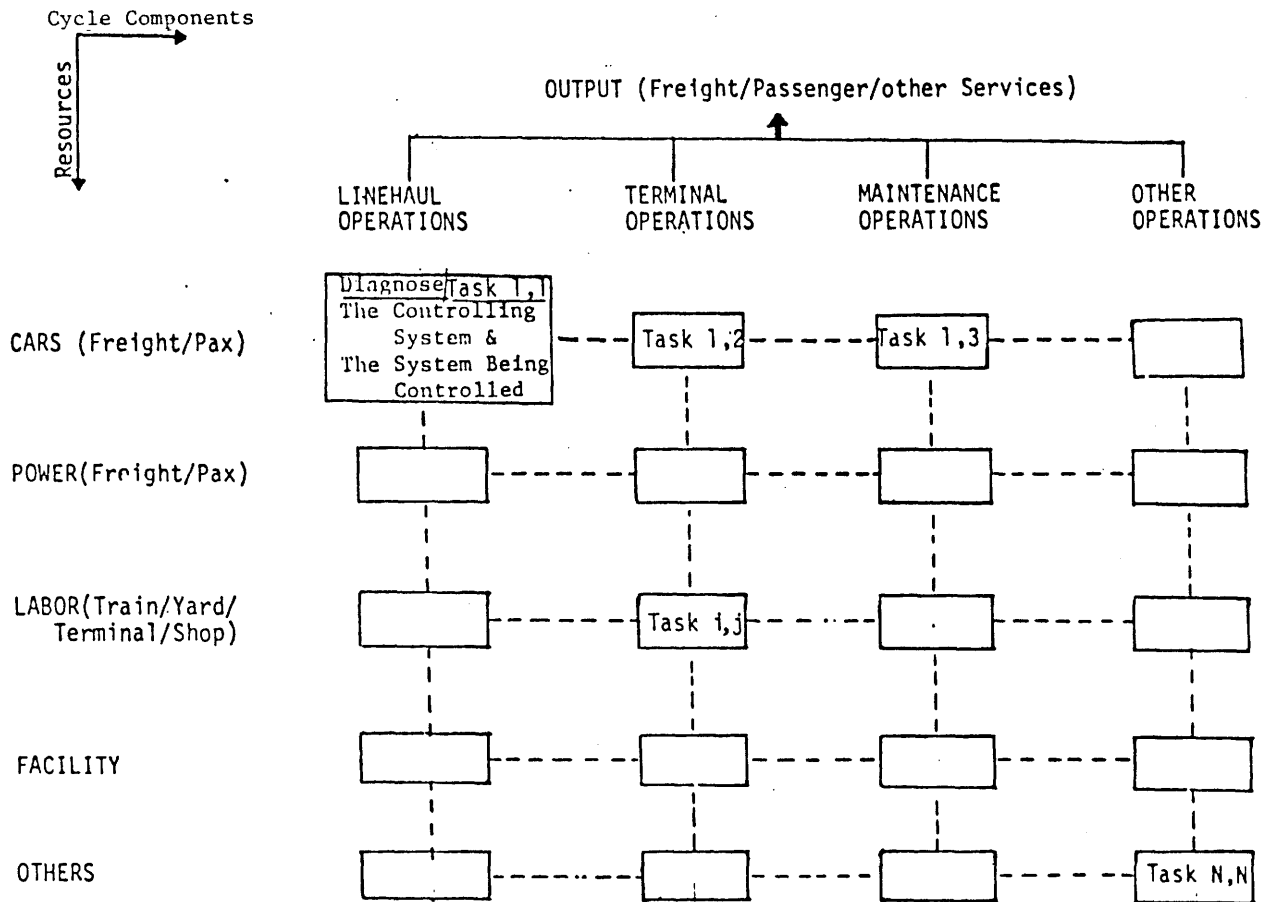 Cycle Components
Resources
OUTPUT (Freight/Passenger/other Services)
LINEHAUL
OPERATIONS
TERMINAL
OPERATIONS
MAINTENANCE
OPERATIONS
OTHER
OPERATIONS
CARS (Freight/Pax)
Diagnose Task 1,1
The Controlling
System &
The System Being
Controlled
Task 1,2
Task 1,3
POWER(Freight/Pax)
LABOR(Train/Yard/
Terminal/Shop)
Task i,j
FACILITY
OTHERS
Task N,N